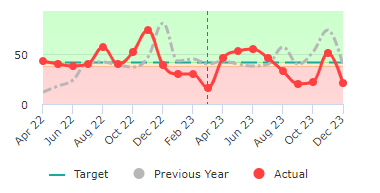 50
0
Apr 22
Jun 22
Aug 22
Oct 22
Dec 22
Feb 23
Apr 23
Jun 23
Aug 23
Oct 23
Dec 23
Target Previous Year Actual